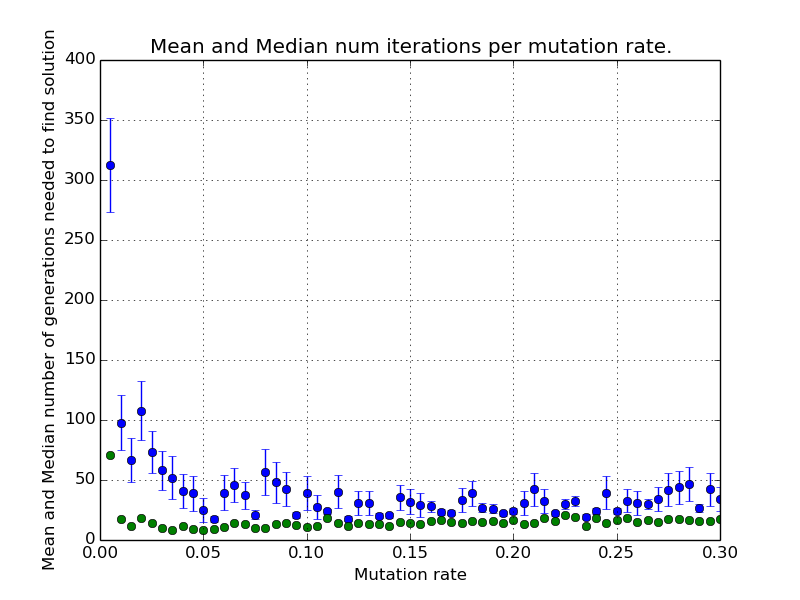 Mean and Median num iterations per mutation rate.
Mean and Median number of generations needed to find solution
400
350
300
250
200
150
100
50
0
0.00 0.05 0.10 0.15 0.20 0.25 0.30
Mutation rate